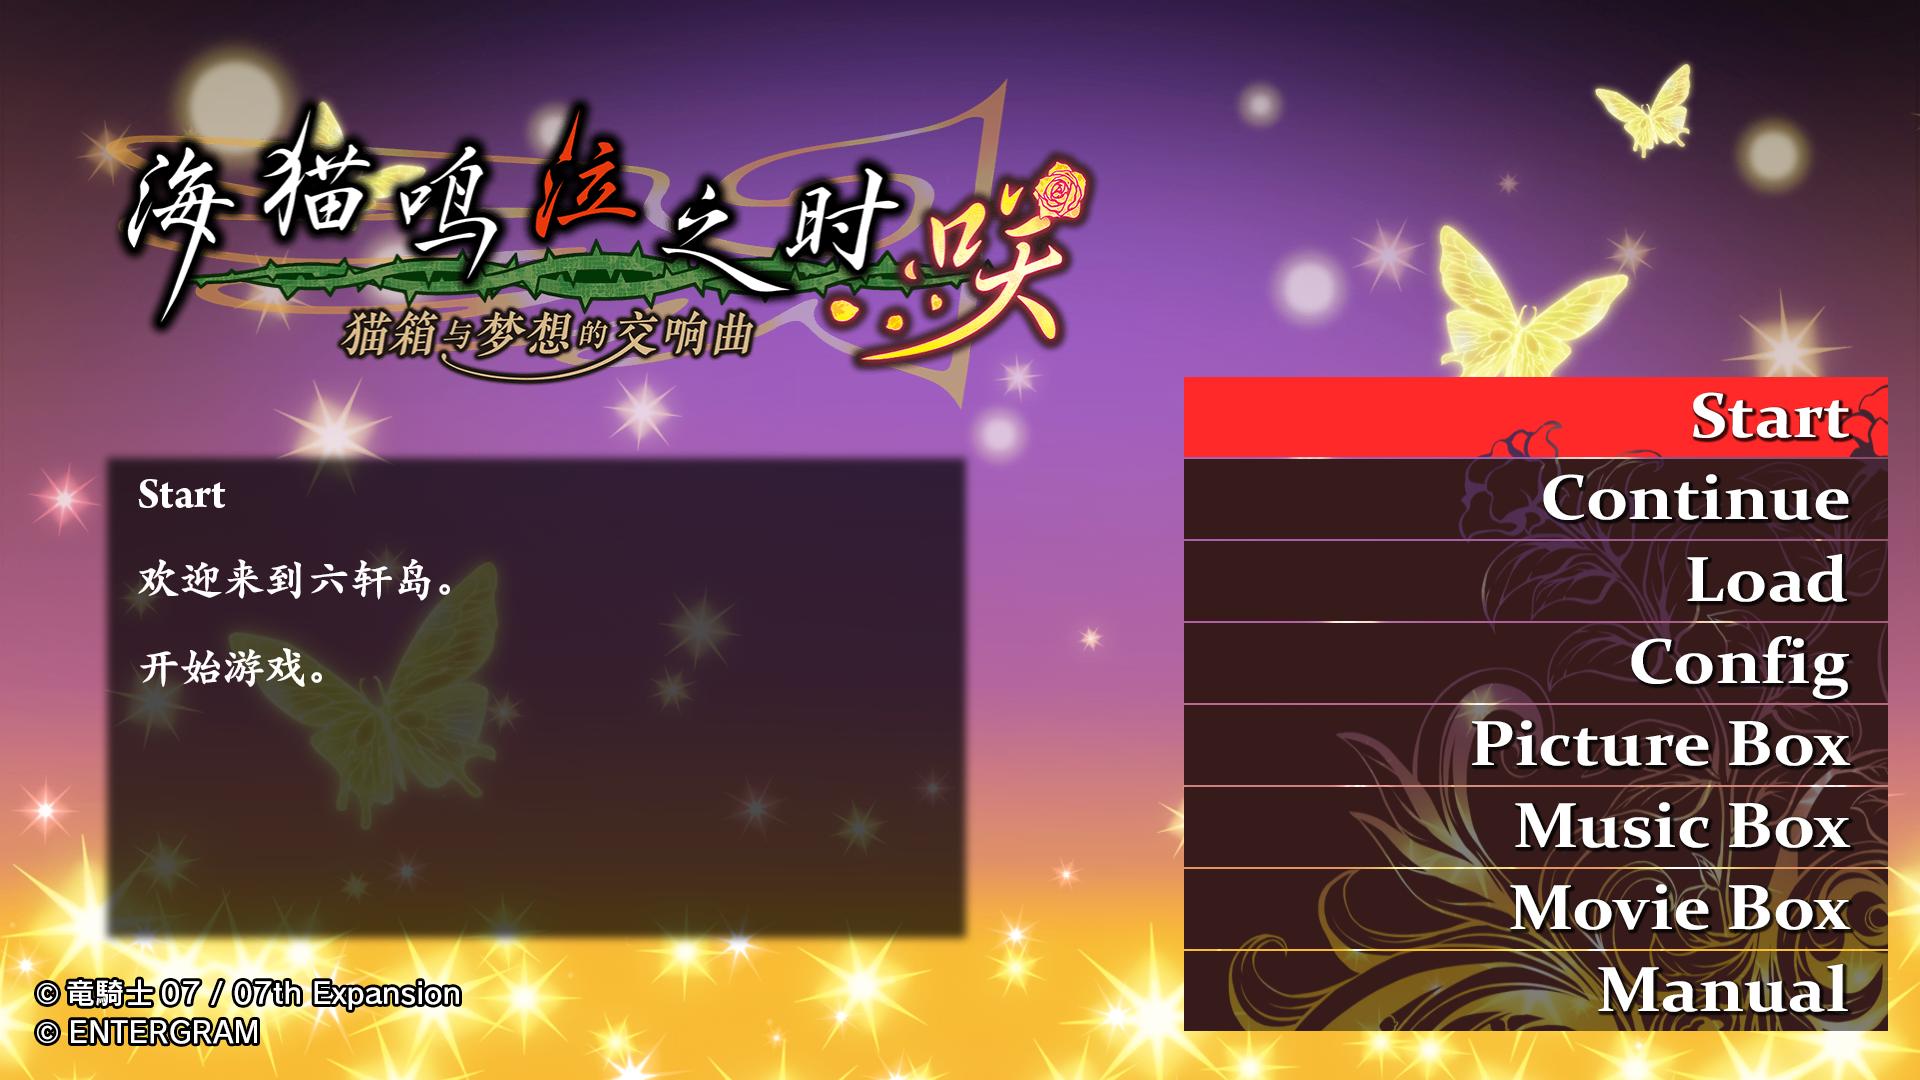 海猫鸣泣之时咲
猫箱与梦想的交响曲
Start
欢迎来到六轩岛。
开始游戏。
Start
Continue
Load
Config
Picture Box
Music Box
Movie Box
Manual
© 竜騎士07 / 07th Expansion
© ENTERGRAM